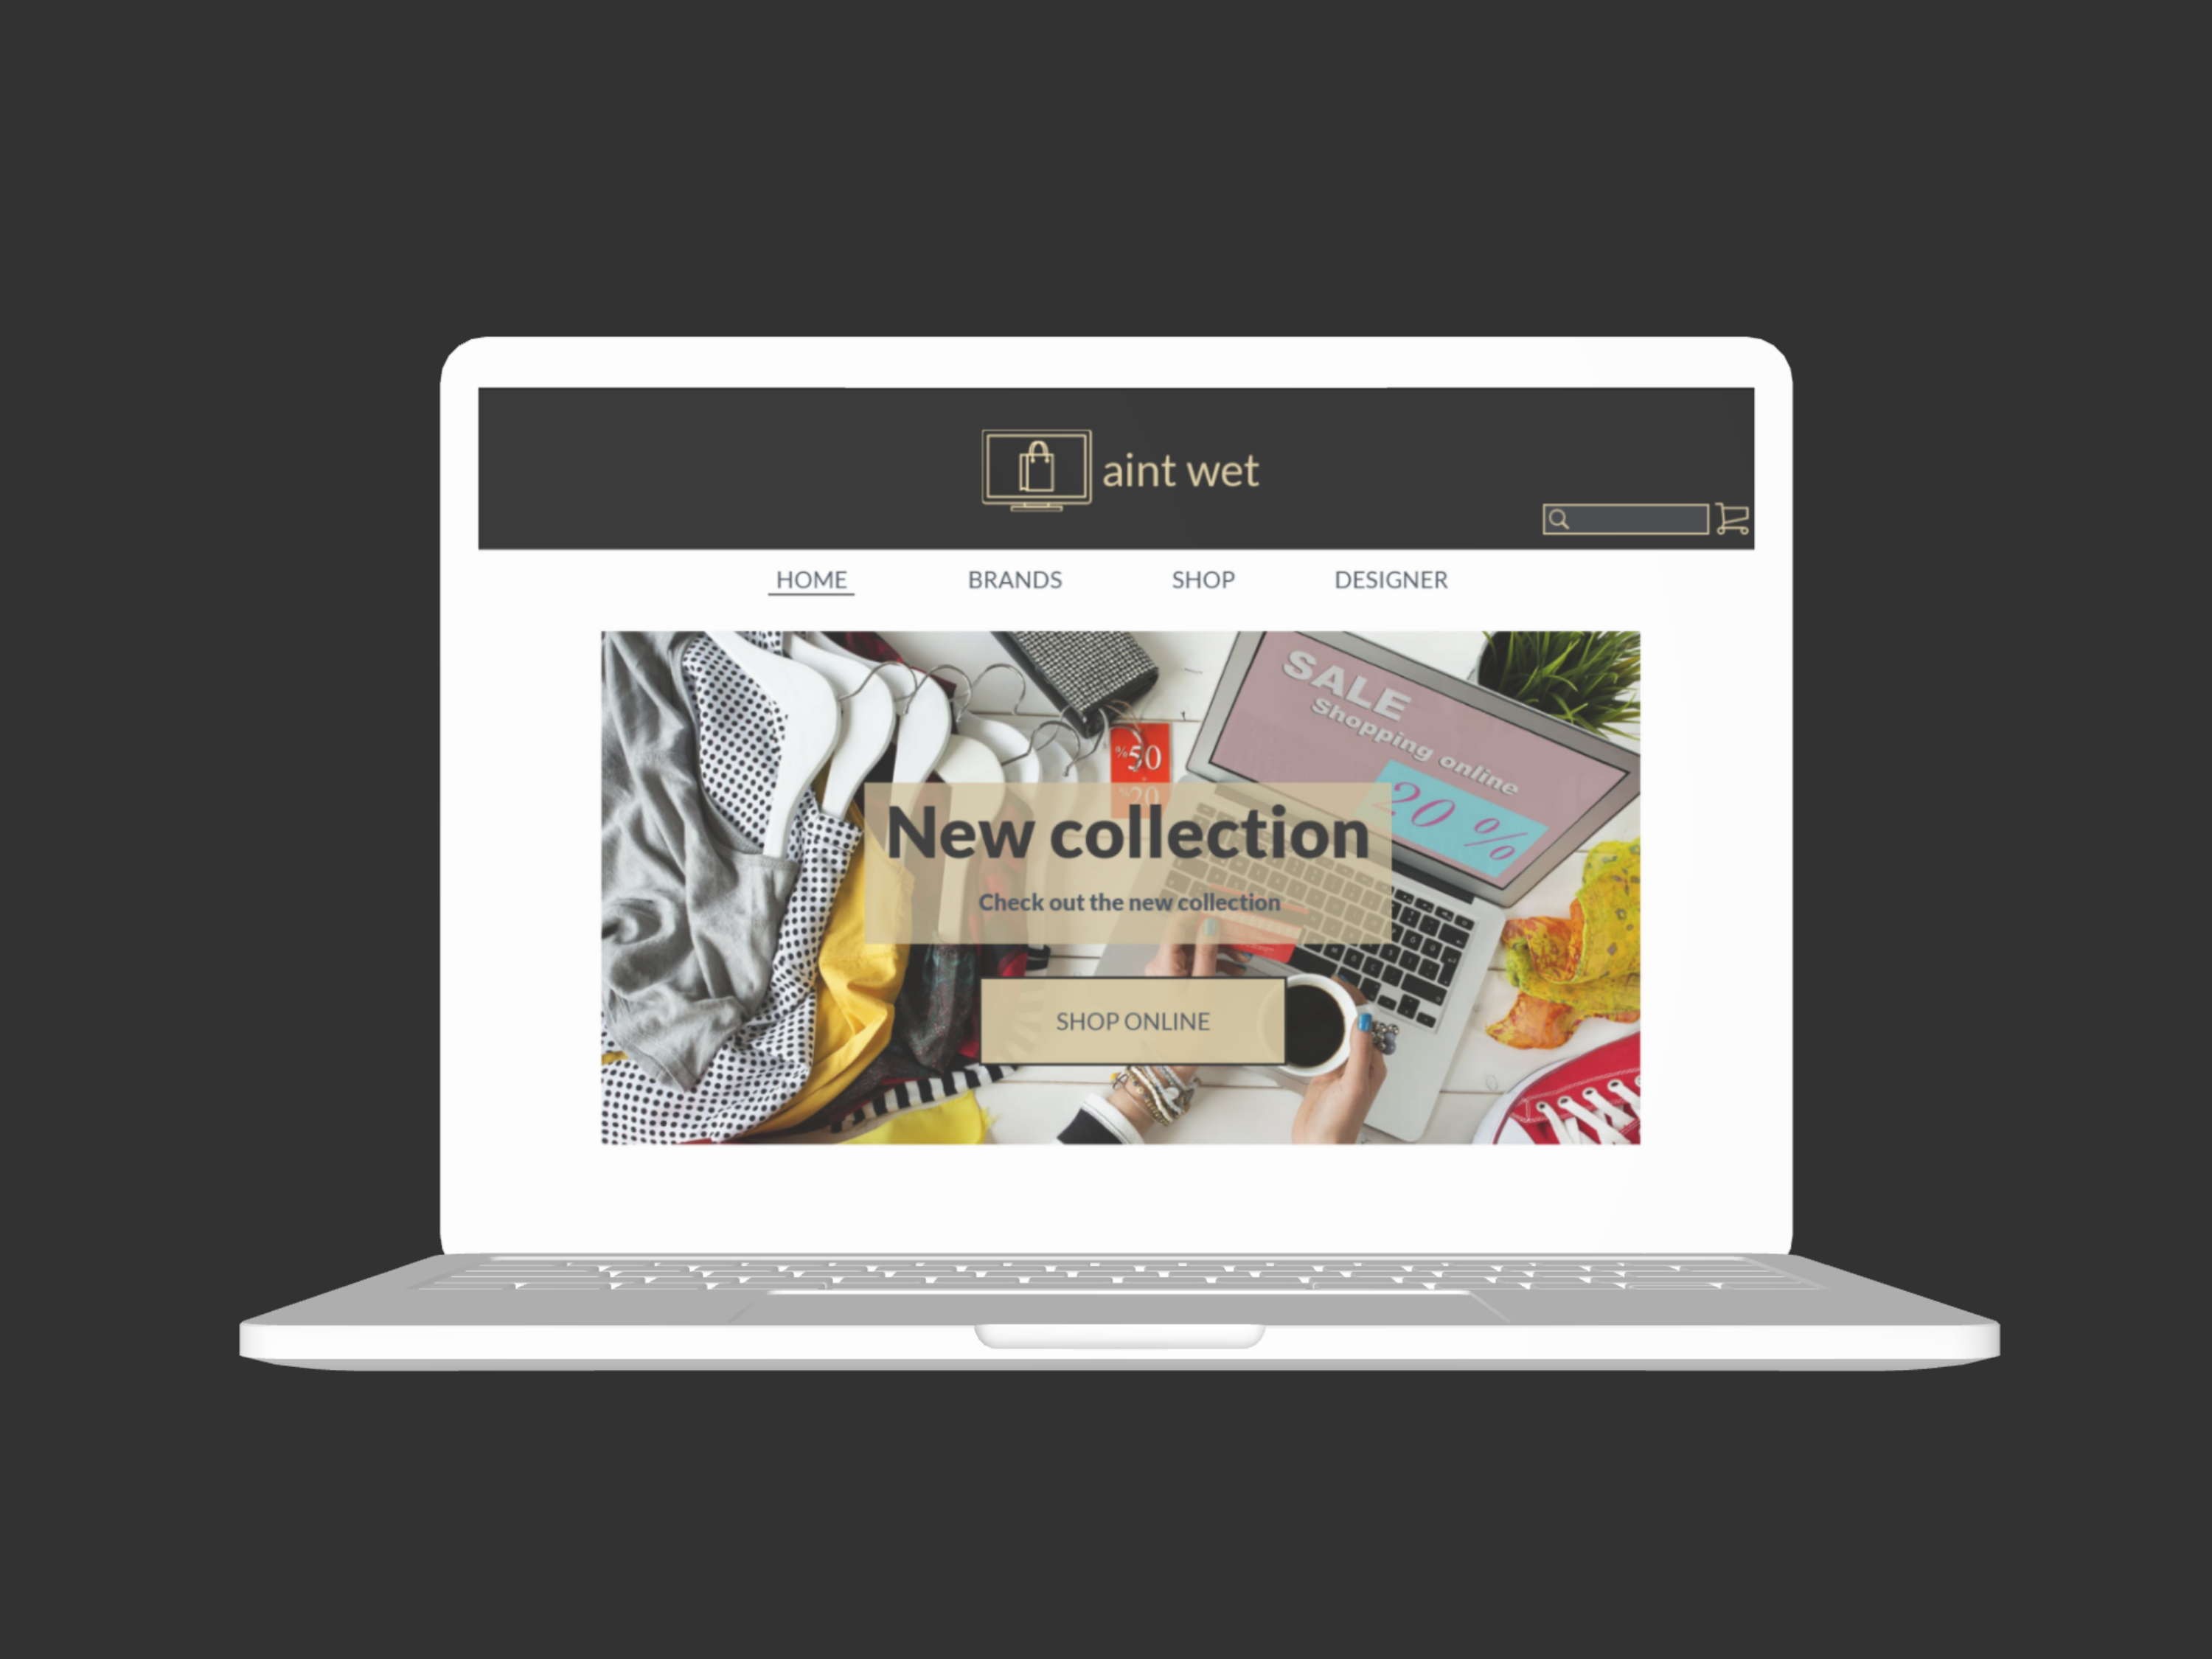 aint wet
HOME BRANDS SHOP DESIGNER
SALE
Shopping online
20 %
%50
%20
New collection
Check out the new collection
SHOP ONLINE